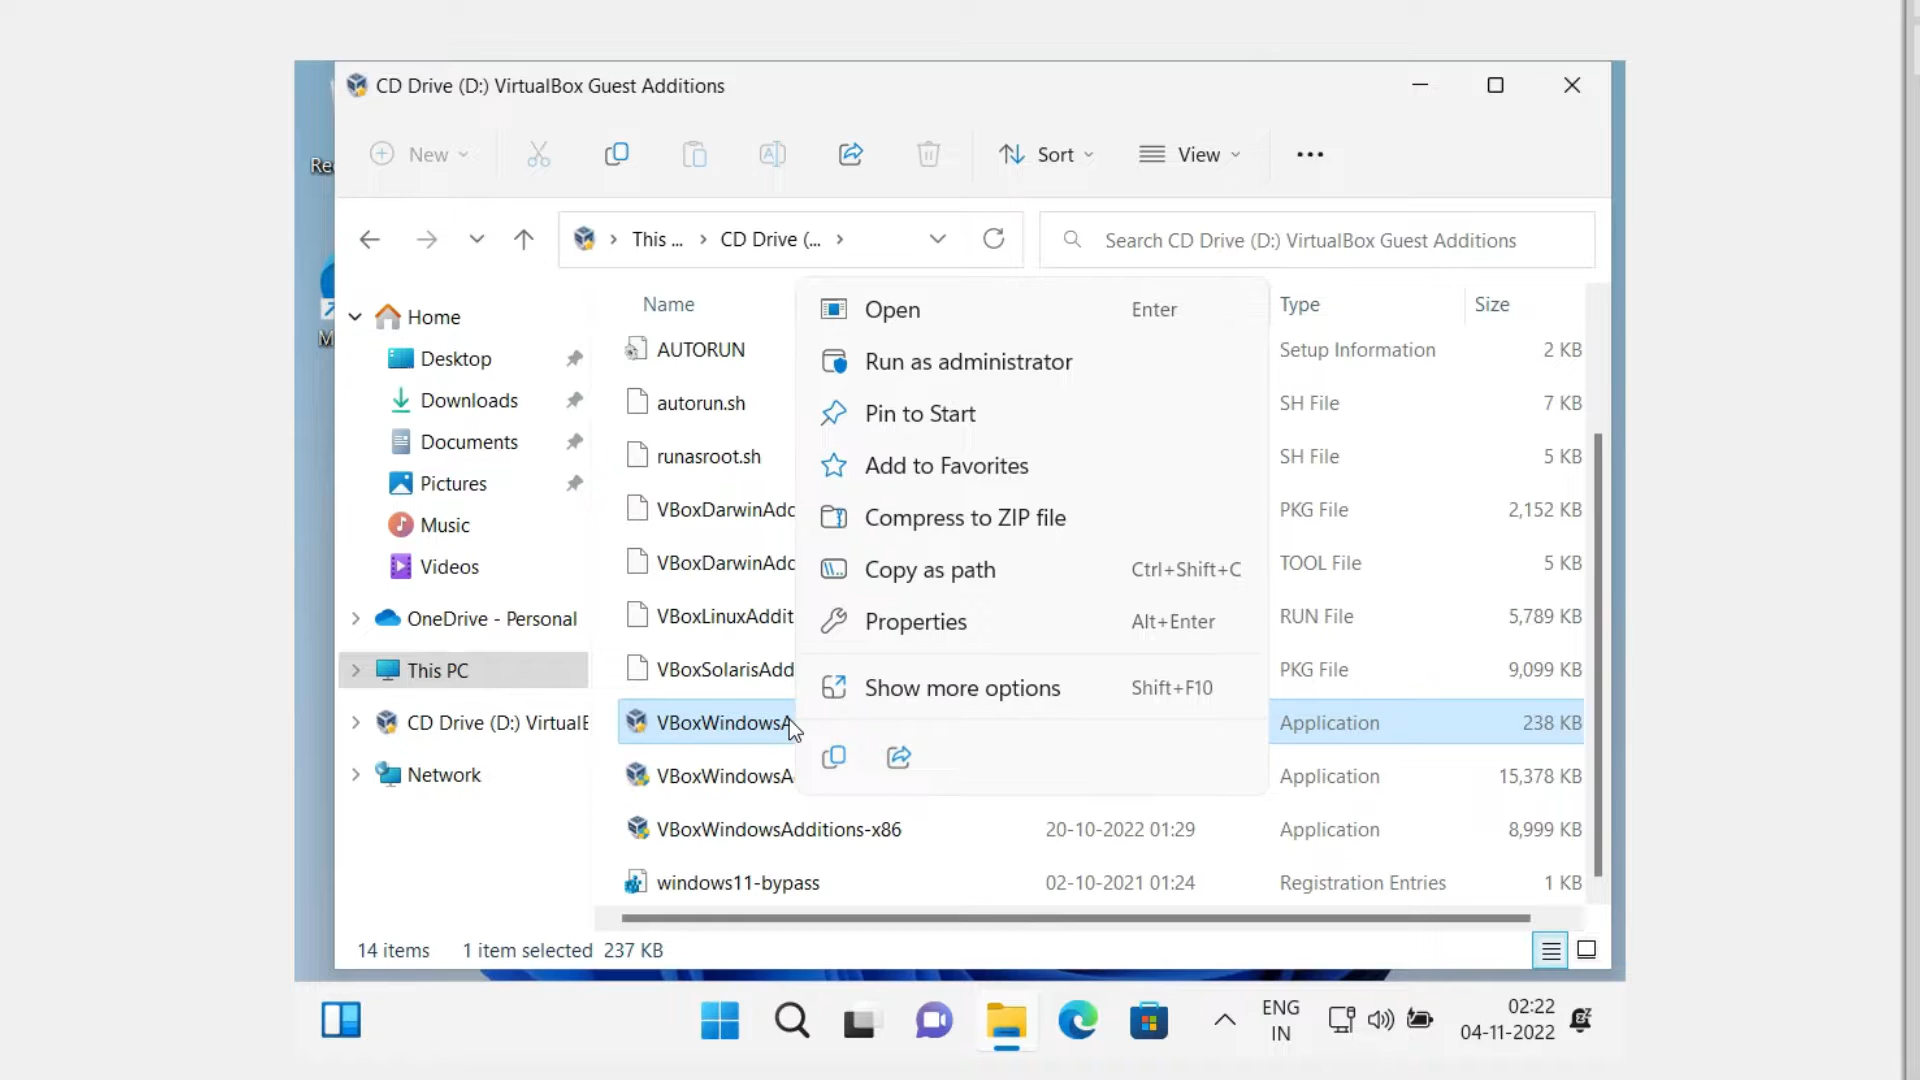 CD Drive (D:) VirtualBox Guest Additions
New
Sort
View
This ...
CD Drive (...
Search CD Drive (D:) VirtualBox Guest Additions
Home
Desktop
Downloads
Documents
Pictures
Music
Videos
OneDrive - Personal
This PC
CD Drive (D:) Virtual
Network
Name
Type
Size
AUTORUN
Setup Information
2 KB
autorun.sh
SH File
7 KB
runasroot.sh
SH File
5 KB
VBoxDarwinAdd
PKG File
2,152 KB
VBoxDarwinAdd
TOOL File
5 KB
VBoxLinuxAddit
RUN File
5,789 KB
VBoxSolarisAdd
PKG File
9,099 KB
VBoxWindowsA
Application
238 KB
VBoxWindowsA
Application
15,378 KB
VBoxWindowsAdditions-x86
20-10-2022 01:29
Application
8,999 KB
windows11-bypass
02-10-2021 01:24
Registration Entries
1 KB
Open
Enter
Run as administrator
Pin to Start
Add to Favorites
Compress to ZIP file
Copy as path
Ctrl+Shift+C
Properties
Alt+Enter
Show more options
Shift+F10
14 items
1 item selected 237 KB
Re
M
ENG
IN
02:22
04-11-2022